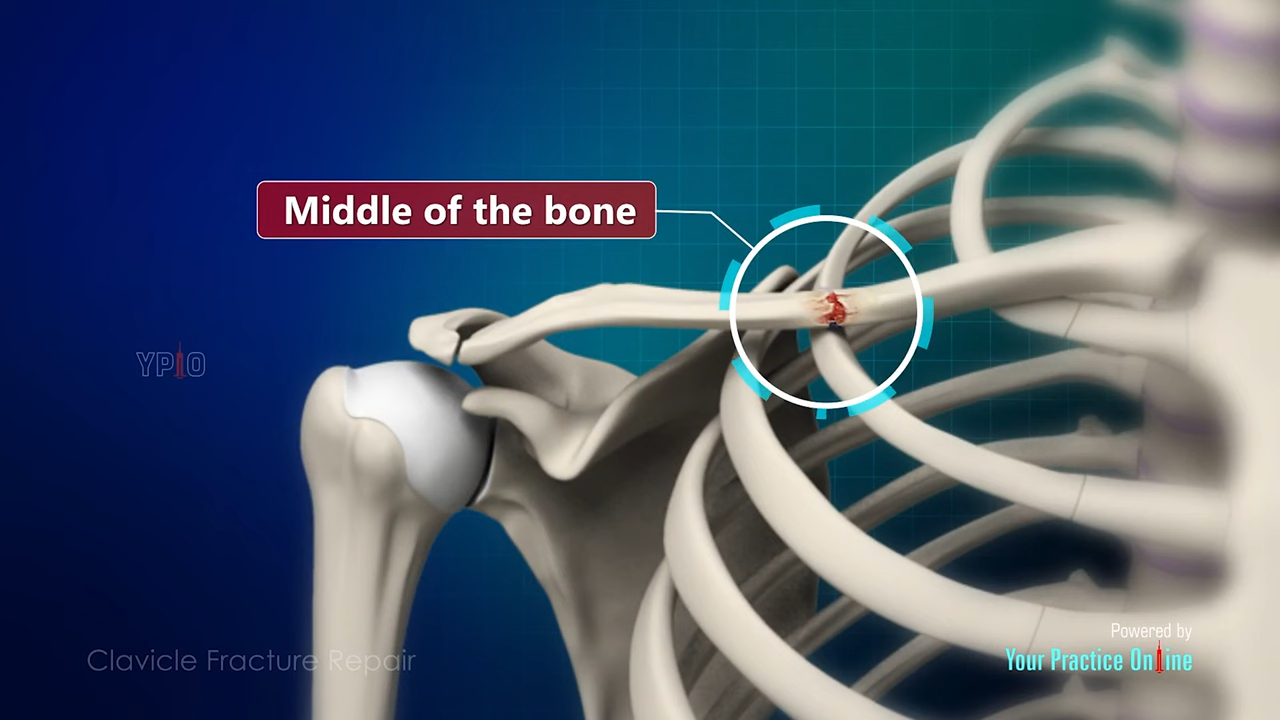 Middle of the bone
YPO
Clavicle Fracture Repair
Powered by
Your Practice Online